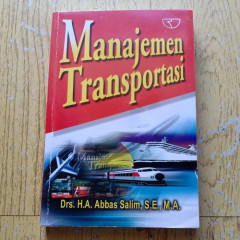 Manajemen
Transportasi
Drs. H.A. Abbas Salim, S.E., M.A.